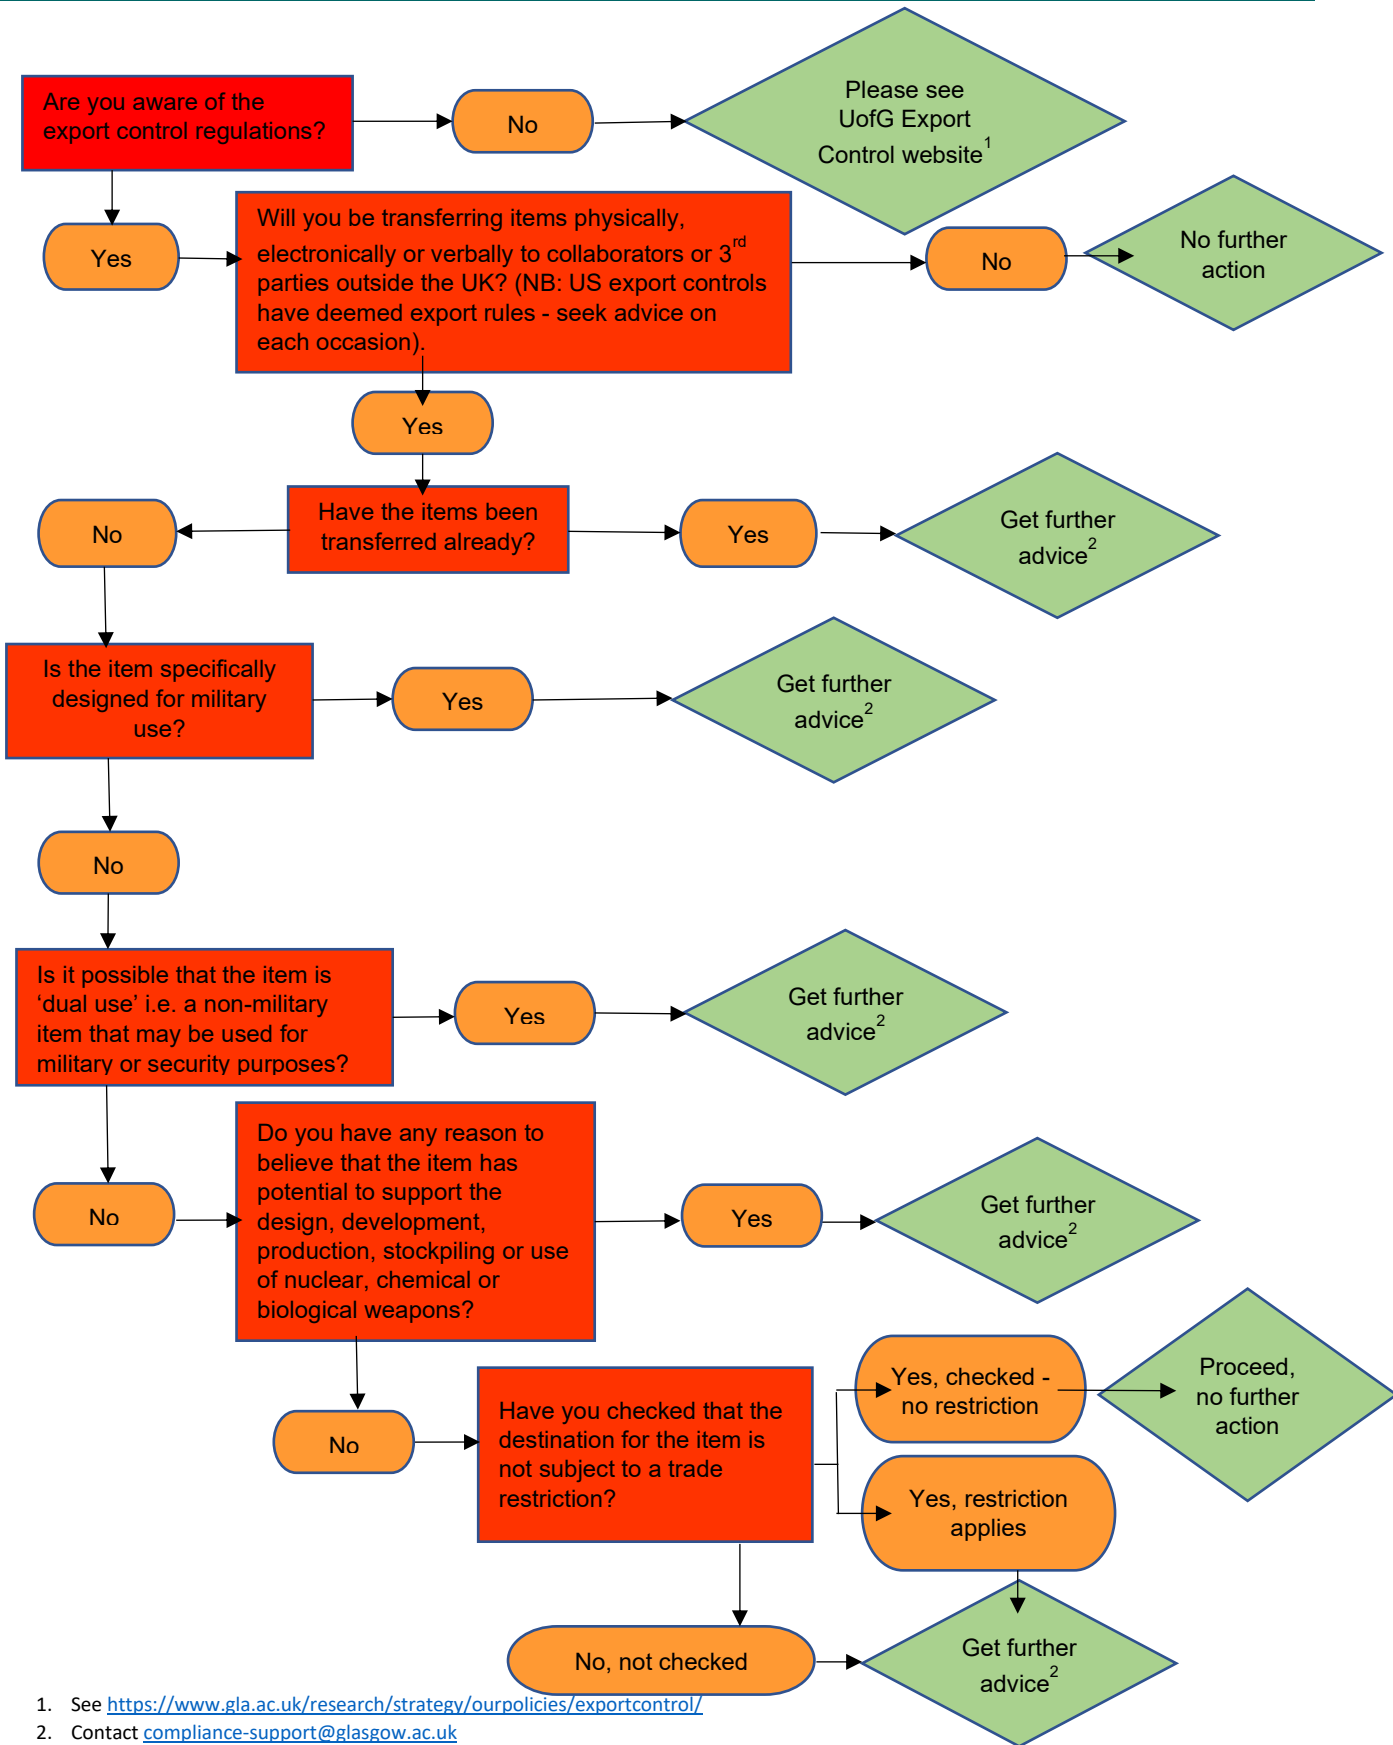 Are you aware of the
export control regulations?
No
Please see
UofG Export
Control website1
Yes
Will you be transferring items physically,
electronically or verbally to collaborators or 3rd
parties outside the UK? (NB: US export controls
have deemed export rules - seek advice on
each occasion).
No
No further
action
Yes
Have the items been
transferred already?
No
Yes
Get further
advice2
Is the item specifically
designed for military
use?
Yes
Get further
advice2
No
Is it possible that the item is
‘dual use’ i.e. a non-military
item that may be used for
military or security purposes?
Yes
Get further
advice2
No
Do you have any reason to
believe that the item has
potential to support the
design, development,
production, stockpiling or use
of nuclear, chemical or
biological weapons?
Yes
Get further
advice2
No
Have you checked that the
destination for the item is
not subject to a trade
restriction?
Yes, checked -
no restriction
Proceed,
no further
action
Yes, restriction
applies
No, not checked
Get further
advice2
1. See https://www.gla.ac.uk/research/strategy/ourpolicies/exportcontrol/
2. Contact compliance-support@glasgow.ac.uk